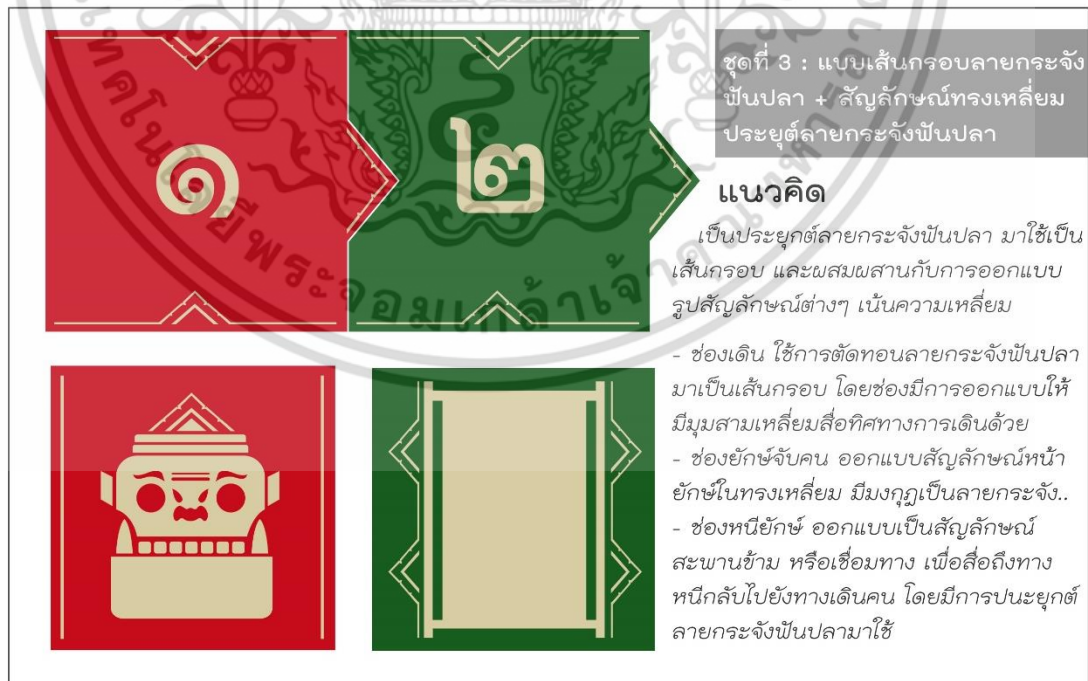 ๑
๒
ชุดที่ 3 : แบบเส้นกรอบลายกระจัง
ฟันปลา + สัญลักษณ์ทรงเหลี่ยม
ประยุต์ลายกระจังฟันปลา
แนวคิด
เป็นประยุกต์ลายกระจังฟันปลา มาใช้เป็น
เส้นกรอบ และผสมผสานกับการออกแบบ
รูปสัญลักษณ์ต่างๆ เน้นความเหลี่ยม
- ช่องเดิน ใช้การตัดทอนลายกระจังฟันปลา
มาเป็นเส้นกรอบ โดยช่องมีการออกแบบให้
มีมุมสามเหลี่ยมสื่อทิศทางการเดินด้วย
- ช่องยักษ์จับคน ออกแบบสัญลักษณ์หน้า
ยักษ์ในทรงเหลี่ยม มีมงกุฎเป็นลายกระจัง..
- ช่องหนียักษ์ ออกแบบเป็นสัญลักษณ์
สะพานข้าม หรือเชื่อมทาง เพื่อสื่อถึงทาง
หนีกลับไปยังทางเดินคน โดยมีการปนะยุกต์
ลายกระจังฟันปลามาใช้
พระจอมเกล้าเจ้า